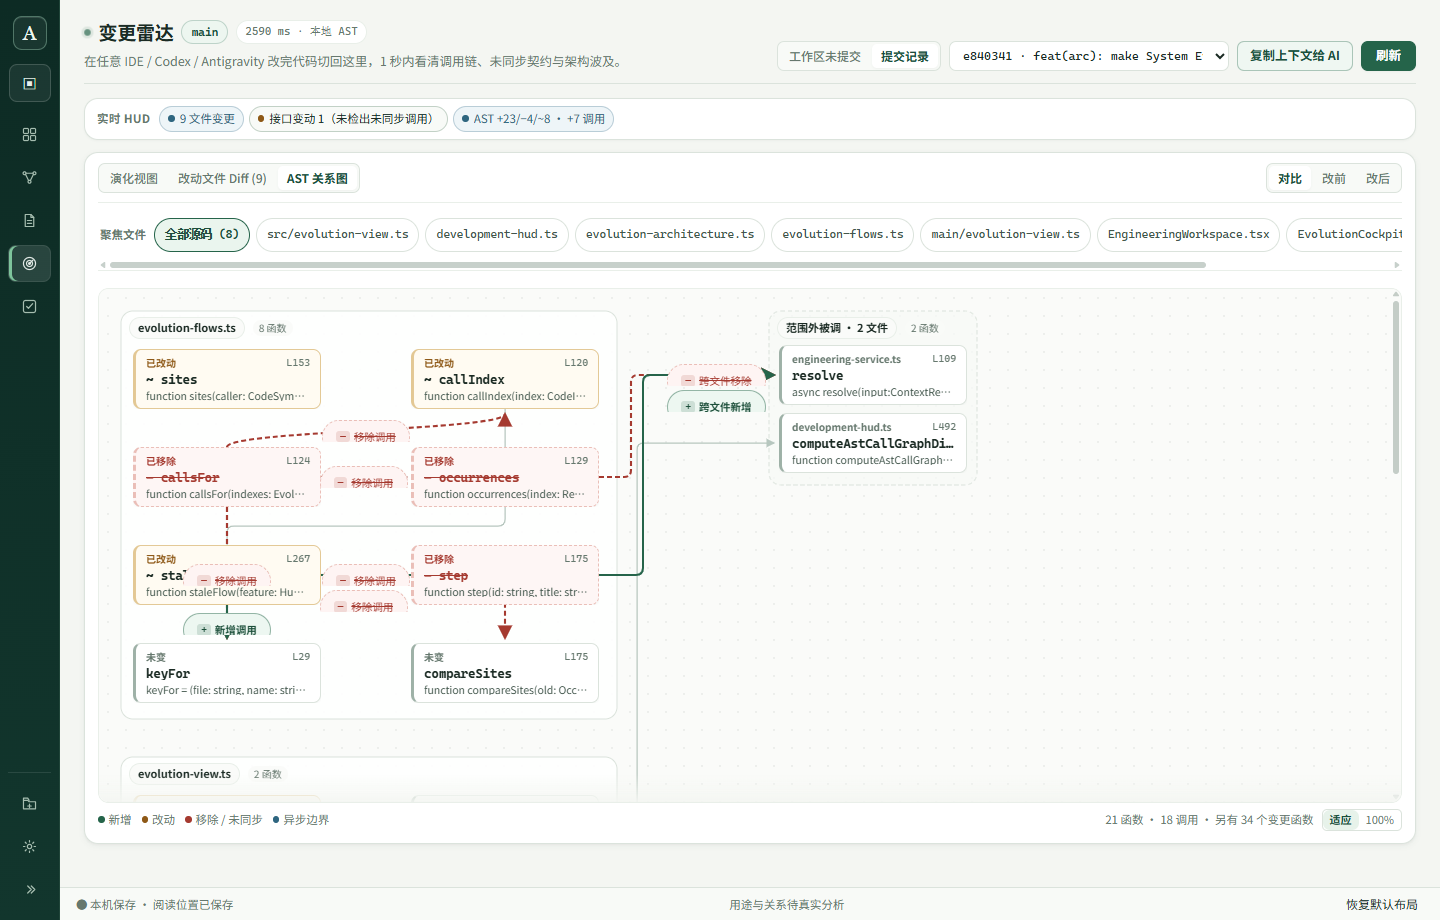 A
变更雷达
main
2590 ms · 本地 AST
在任意 IDE / Codex / Antigravity 改完代码切回这里，1 秒内看清调用链、未同步契约与架构波及。
工作区未提交
提交记录
e840341 · feat(arc): make System E
复制上下文给 AI
刷新
实时 HUD
9 文件变更
接口变动 1（未检出未同步调用）
AST +23/~4/−8 · +7 调用
演化视图
改动文件 Diff (9)
AST 关系图
对比
改前
改后
聚焦文件
全部源码 (8)
src/evolution-view.ts
development-hud.ts
evolution-architecture.ts
evolution-flows.ts
main/evolution-view.ts
EngineeringWorkspace.tsx
EvolutionCockpit
evolution-flows.ts
8 函数
已改动
L153
~ sites
function sites(caller: CodeSym…
已改动
L120
~ callIndex
function callIndex(index: CodeI…
− 移除调用
已移除
L124
− callsFor
function callsFor(indexes: Evol…
− 移除调用
已移除
L129
− occurrences
function occurrences(index: Re…
已改动
L267
~ sta
− 移除调用
function staleFlow(feature: Hu…
− 移除调用
− 移除调用
已移除
L175
− step
function step(id: string, title: str…
+ 新增调用
未变
L29
keyFor
keyFor = (file: string, name: stri…
未变
L175
compareSites
function compareSites(old: Occ…
− 跨文件移除
+ 跨文件新增
范围外被调 · 2 文件
2 函数
engineering-service.ts
L109
resolve
async resolve(input:ContextRe…
development-hud.ts
L492
computeAstCallGraphDi…
function computeAstCallGraph…
evolution-view.ts
2 函数
新增
改动
移除 / 未同步
异步边界
21 函数 · 18 调用 · 另有 34 个变更函数
适应
100%
本机保存 · 阅读位置已保存
用途与关系待真实分析
恢复默认布局